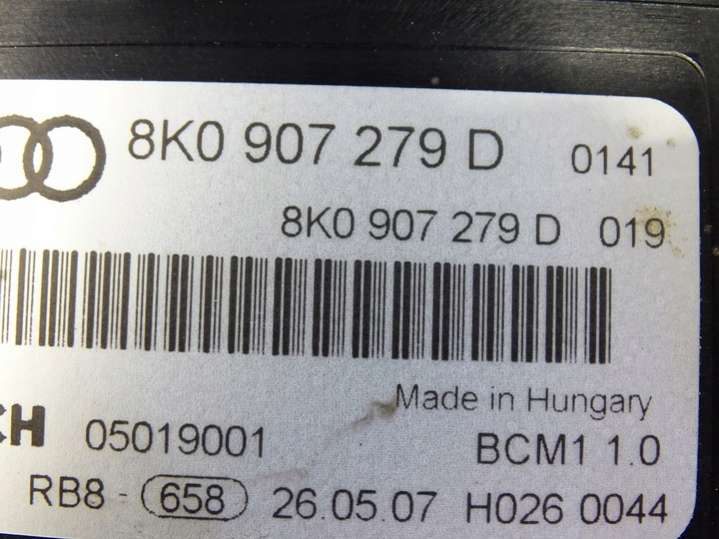 8K0 907 279 D 0141
8K0 907 279 D 019
Made in Hungary
CH 05019001 BCM1 1.0
RB8 - 658 26.05.07 H026 0044